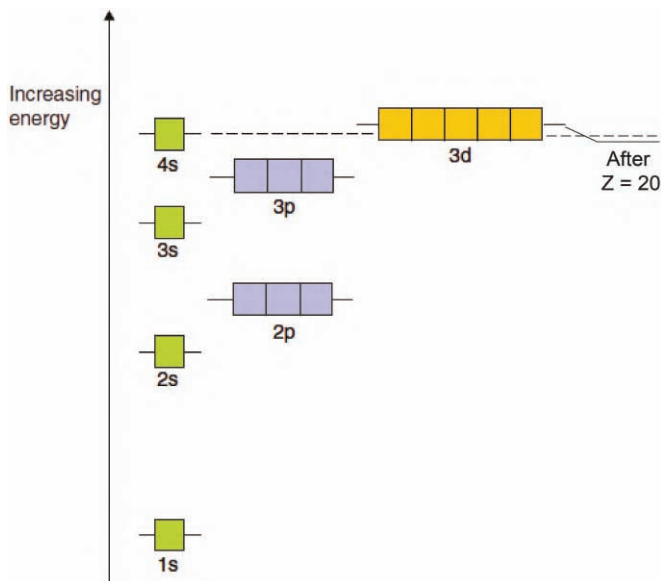 Increasing
energy
4s
3d
After
Z = 20
3p
3s
2p
2s
1s